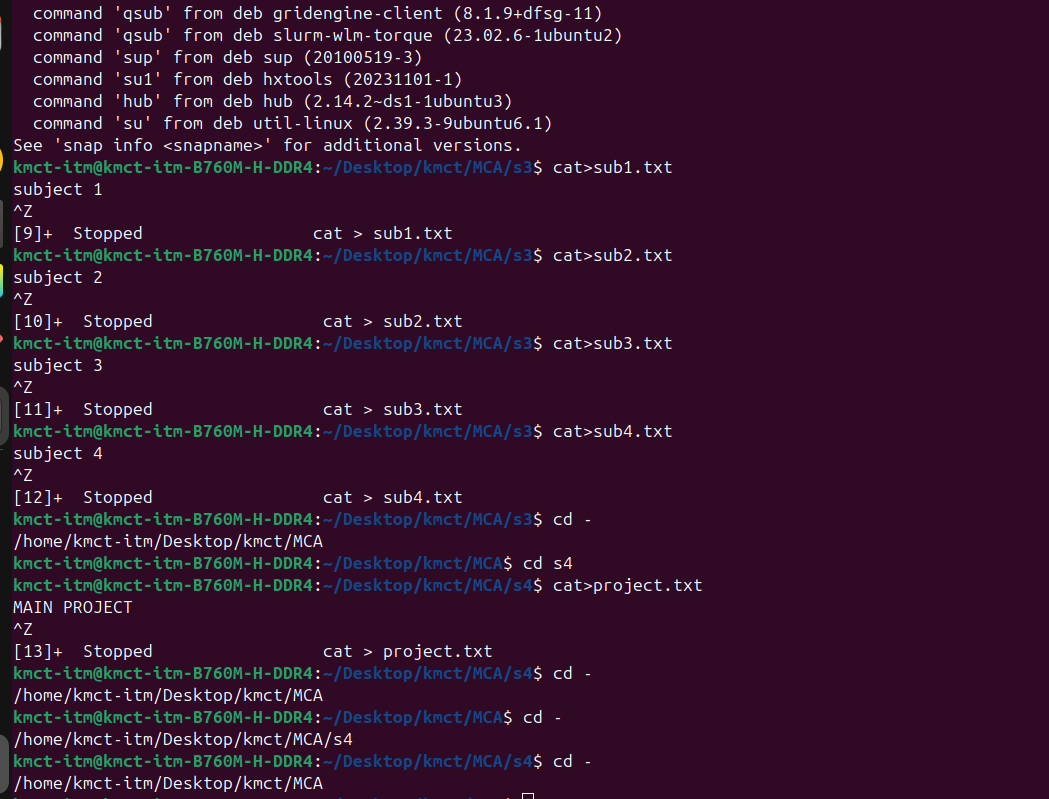 command 'qsub' from deb gridengine-client (8.1.9+dfsg-11)
command 'qsub' from deb slurm-wlm-torque (23.02.6-1ubuntu2)
command 'sup' from deb sup (20100519-3)
command 'su1' from deb hxtools (20231101-1)
command 'hub' from deb hub (2.14.2~ds1-1ubuntu3)
command 'su' from deb util-linux (2.39.3-9ubuntu6.1)
See 'snap info <snapname>' for additional versions.
kmct-itm@kmct-itm-B760M-H-DDR4:~/Desktop/kmct/MCA/s3$ cat>sub1.txt
subject 1
^Z
[9]+  Stopped                 cat > sub1.txt
kmct-itm@kmct-itm-B760M-H-DDR4:~/Desktop/kmct/MCA/s3$ cat>sub2.txt
subject 2
^Z
[10]+  Stopped                 cat > sub2.txt
kmct-itm@kmct-itm-B760M-H-DDR4:~/Desktop/kmct/MCA/s3$ cat>sub3.txt
subject 3
^Z
[11]+  Stopped                 cat > sub3.txt
kmct-itm@kmct-itm-B760M-H-DDR4:~/Desktop/kmct/MCA/s3$ cat>sub4.txt
subject 4
^Z
[12]+  Stopped                 cat > sub4.txt
kmct-itm@kmct-itm-B760M-H-DDR4:~/Desktop/kmct/MCA/s3$ cd -
/home/kmct-itm/Desktop/kmct/MCA
kmct-itm@kmct-itm-B760M-H-DDR4:~/Desktop/kmct/MCA$ cd s4
kmct-itm@kmct-itm-B760M-H-DDR4:~/Desktop/kmct/MCA/s4$ cat>project.txt
MAIN PROJECT
^Z
[13]+  Stopped                 cat > project.txt
kmct-itm@kmct-itm-B760M-H-DDR4:~/Desktop/kmct/MCA/s4$ cd -
/home/kmct-itm/Desktop/kmct/MCA
kmct-itm@kmct-itm-B760M-H-DDR4:~/Desktop/kmct/MCA$ cd -
/home/kmct-itm/Desktop/kmct/MCA/s4
kmct-itm@kmct-itm-B760M-H-DDR4:~/Desktop/kmct/MCA/s4$ cd -
/home/kmct-itm/Desktop/kmct/MCA